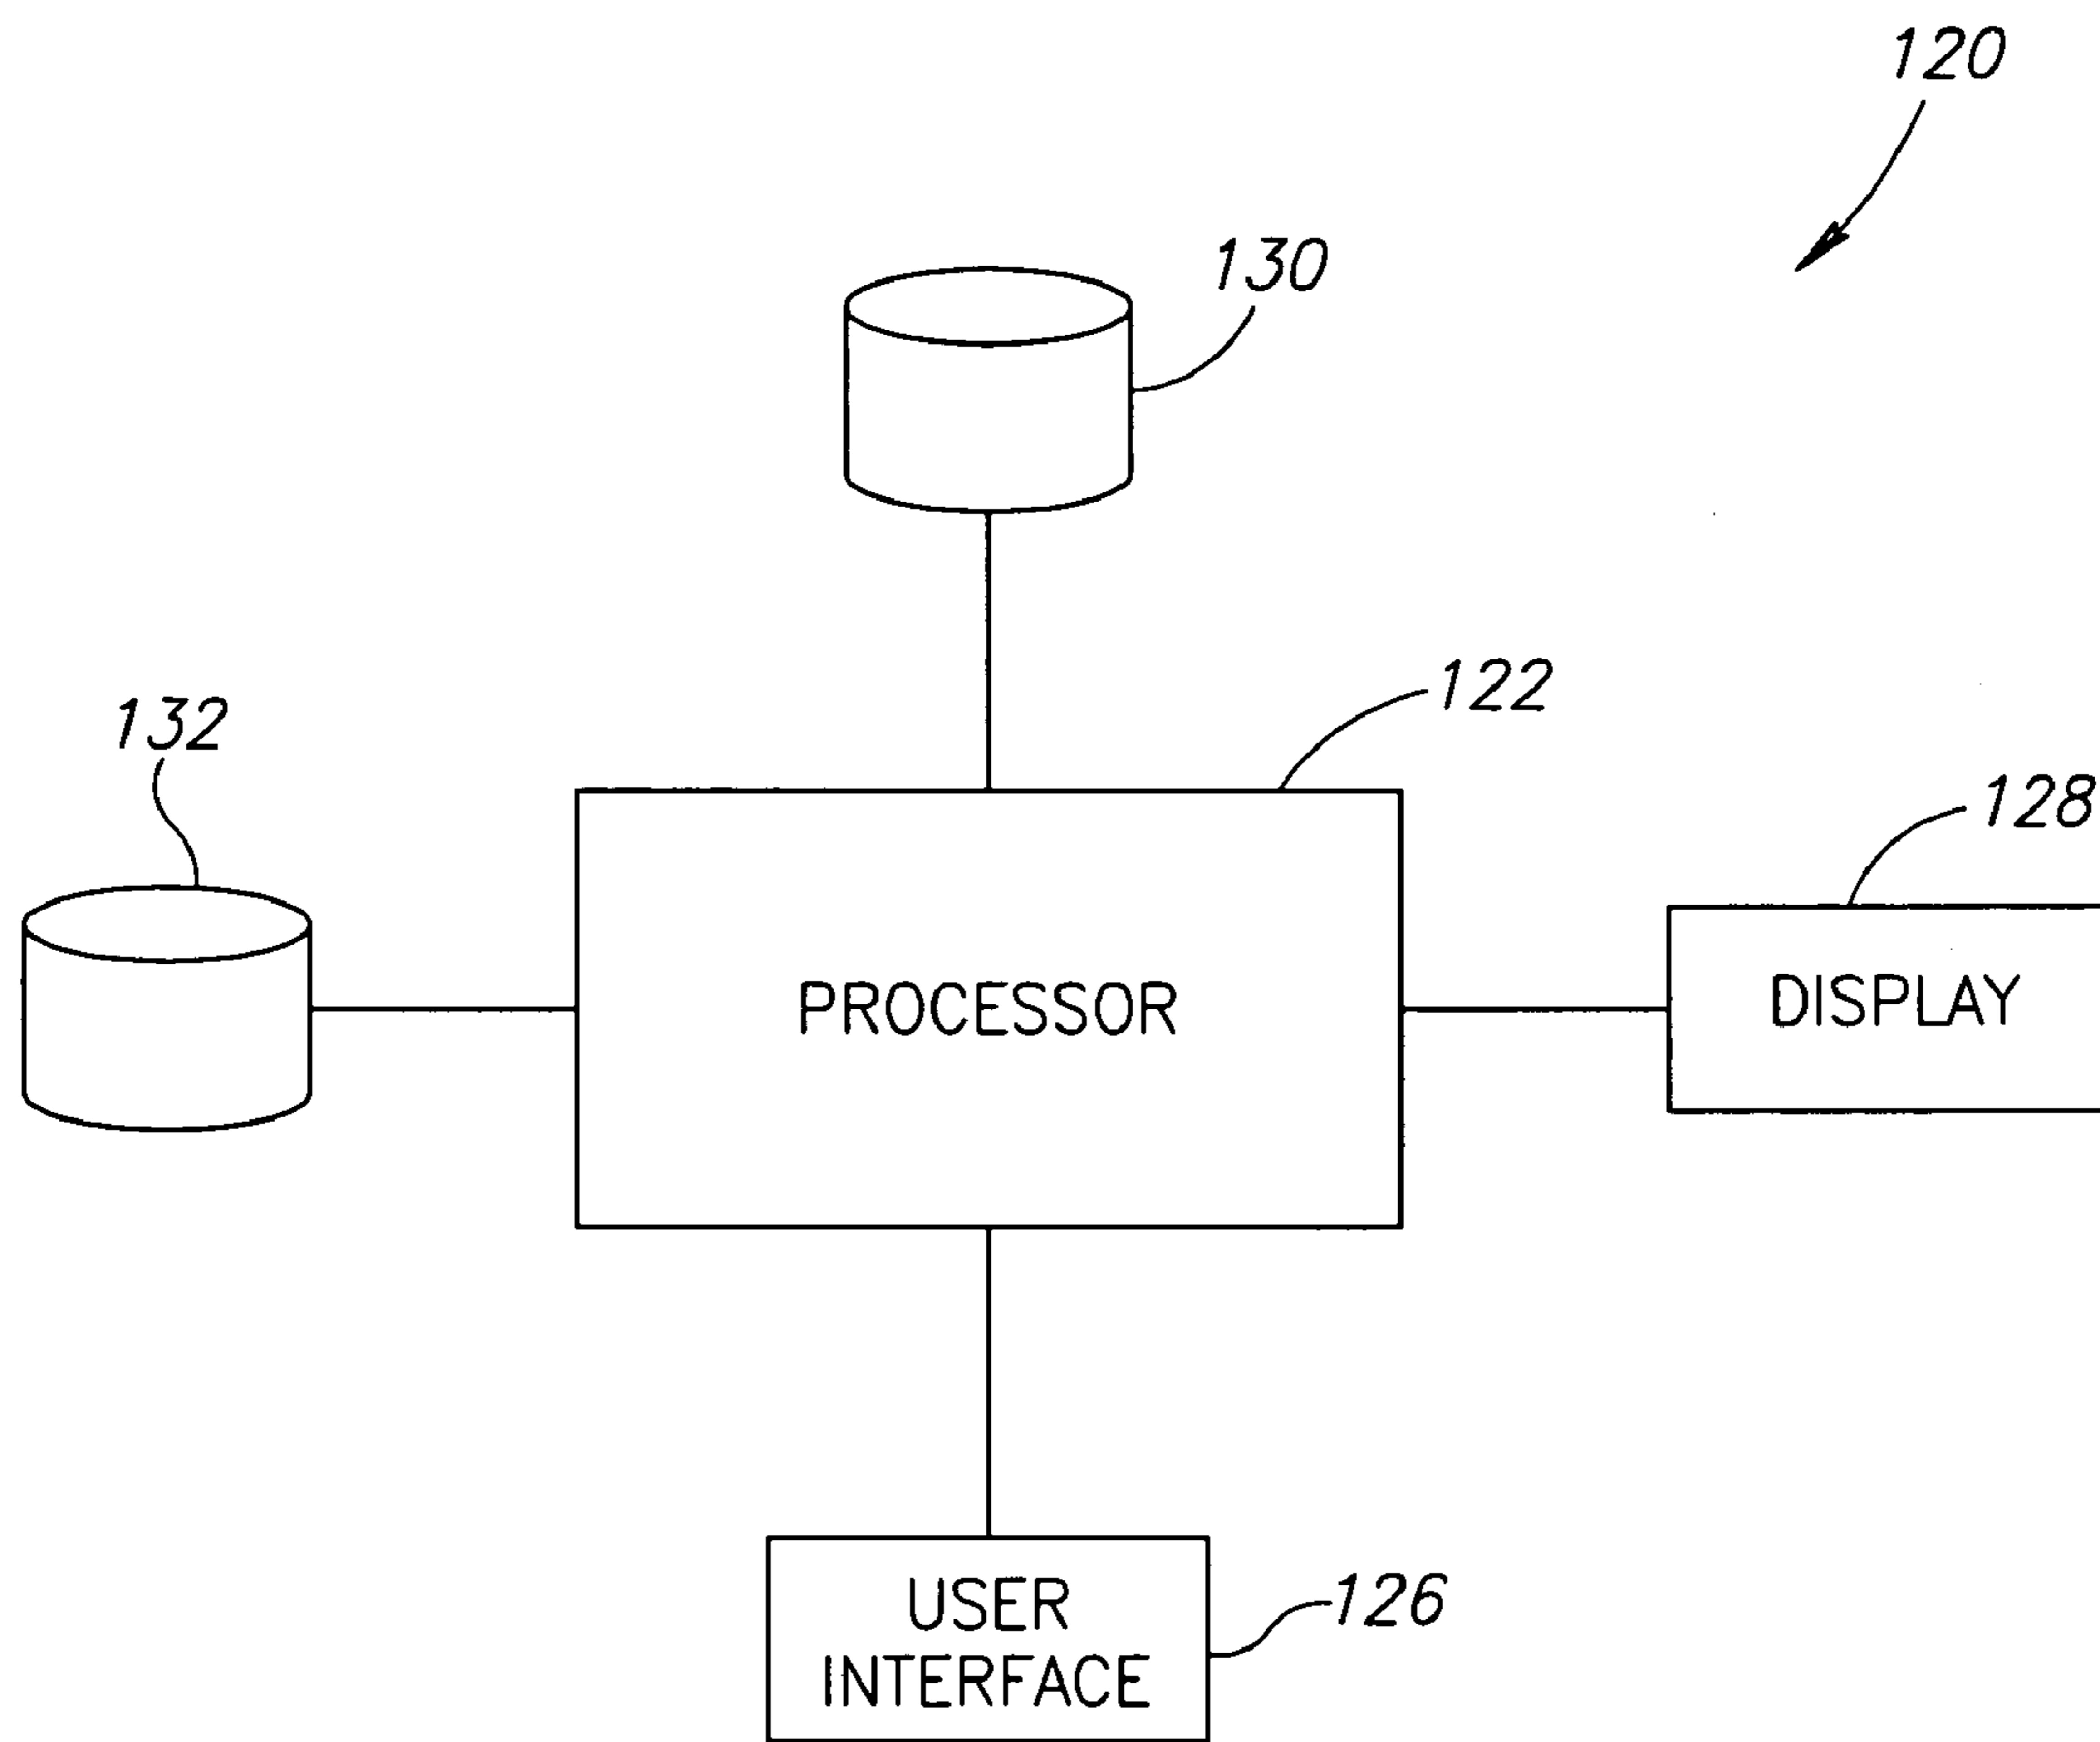 120
130
122
132
128
PROCESSOR
DISPLAY
USER
INTERFACE
126